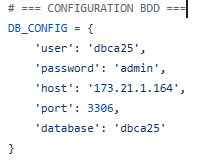 # === CONFIGURATION BDD ===
DB_CONFIG = {
    'user': 'dbca25',
    'password': 'admin',
    'host': '173.21.1.164',
    'port': 3306,
    'database': 'dbca25'
}